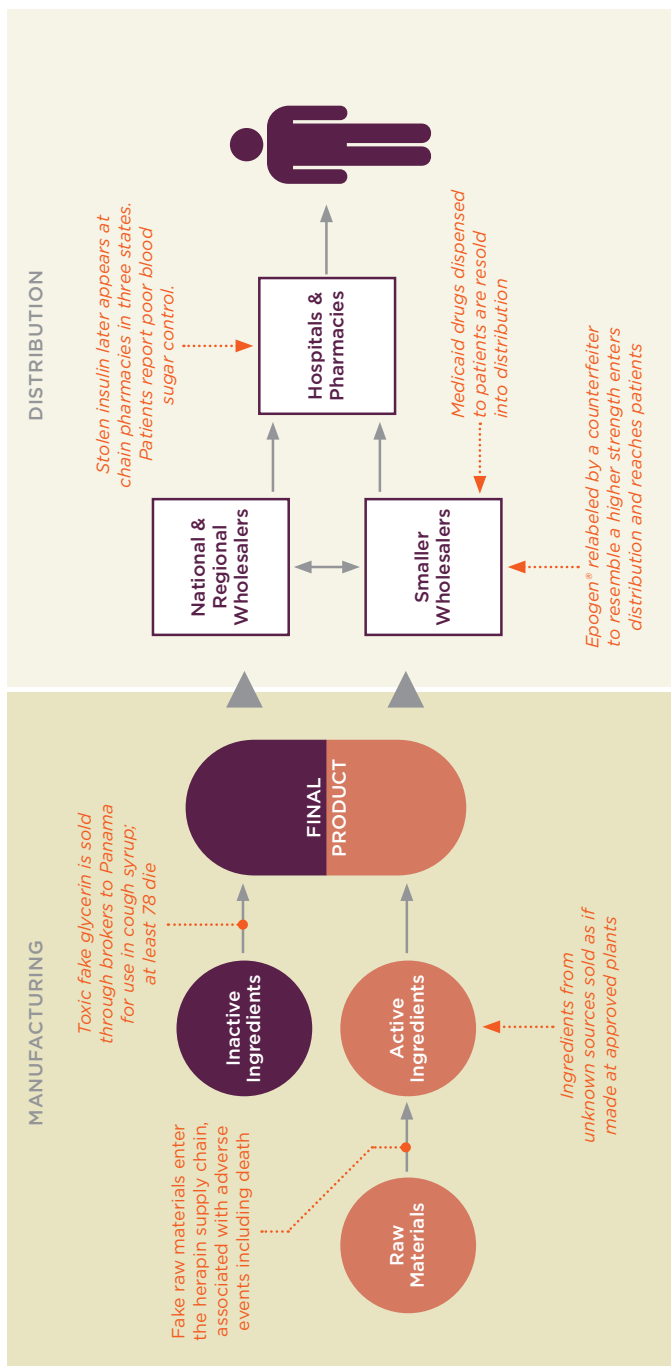 MANUFACTURING
Fake raw materials enter
the herapin supply chain,
associated with adverse
events including death
Toxic fake glycerin is sold
through brokers to Panama
for use in cough syrup;
at least 78 die
Raw
Materials
Inactive
Ingredients
Active
Ingredients
Ingredients from
unknown sources sold as if
made at approved plants
FINAL
PRODUCT
DISTRIBUTION
Stolen insulin later appears at
chain pharmacies in three states.
Patients report poor blood
sugar control.
National &
Regional
Wholesalers
Smaller
Wholesalers
Hospitals &
Pharmacies
Medicaid drugs dispensed
to patients are resold
into distribution
Epogen® relabeled by a counterfeiter
to resemble a higher strength enters
distribution and reaches patients